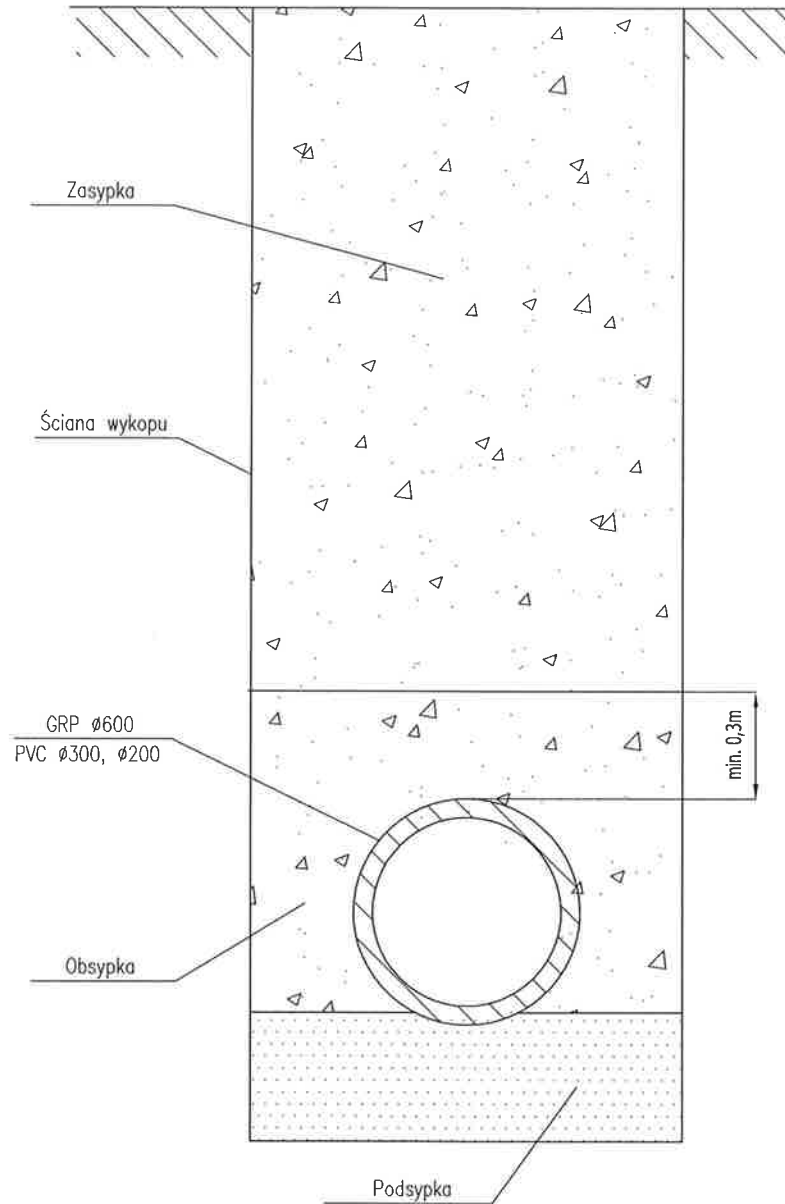 Zasypka
Ściana wykopu
GRP ø600
PVC ø300, ø200
min. 0,3m
Obsypka
Podsypka